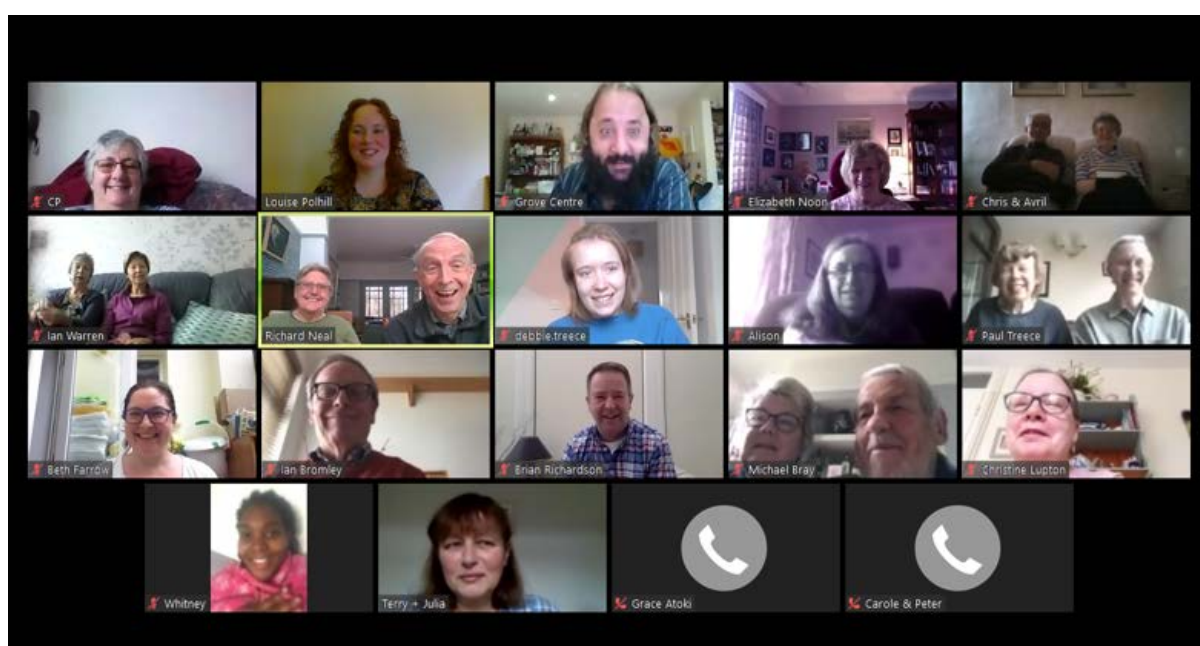 CP
Louise Polhill
Grove Centre
Elizabeth Noon
Chris & Avril
Ian Warren
Richard Neal
debbie.treece
Alison
Paul Treece
Beth Farrow
Ian Bromley
Brian Richardson
Michael Bray
Christine Lupton
Whitney
Terry + Julia
Grace Atoki
Carole & Peter